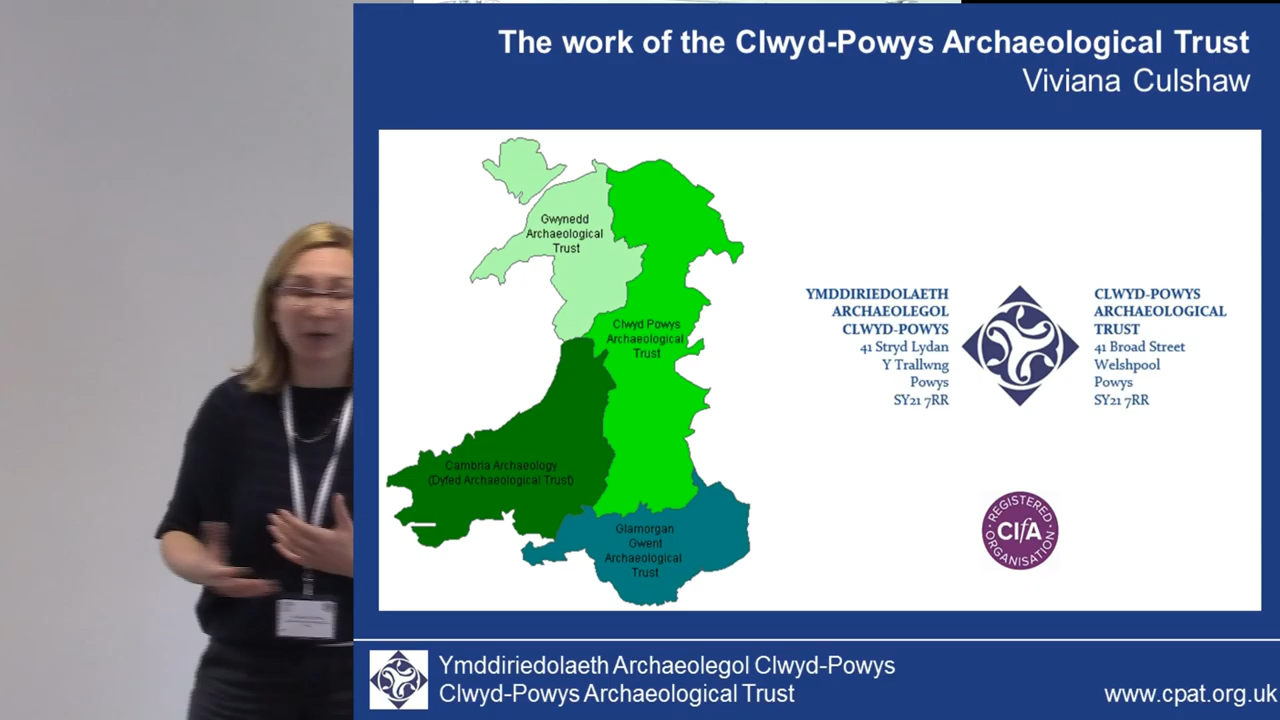 The work of the Clwyd-Powys Archaeological Trust
Viviana Culshaw
Gwynedd
Archaeological
Trust
Clwyd Powys
Archaeological
Trust
Cambria Archaeology
(Dyfed Archaeological Trust)
Glamorgan
Gwent
Archaeological
Trust
YMDDIRIEDOLAETH
ARCHAEOLEGOL
CLWYD-POWYS
41 Stryd Lydan
Y Trallwng
Powys
SY21 7RR
CLWYD-POWYS
ARCHAEOLOGICAL
TRUST
41 Broad Street
Welshpool
Powys
SY21 7RR
REGISTERED
CIfA
ORGANISATION
Ymddiriedolaeth Archaeolegol Clwyd-Powys
Clwyd-Powys Archaeological Trust
www.cpat.org.uk